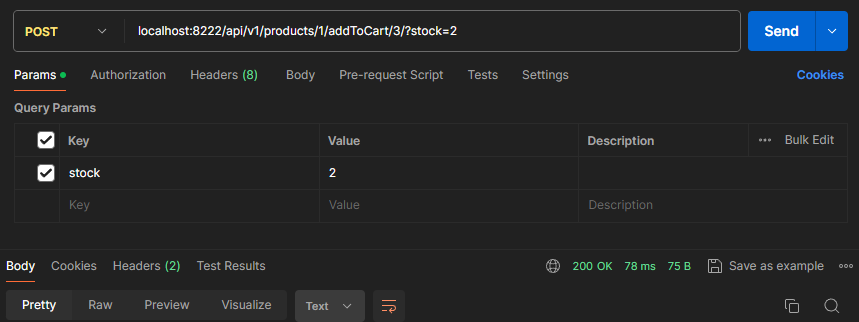 POST localhost:8222/api/v1/products/1/addToCart/3/?stock=2 Send
Params Authorization Headers (8) Body Pre-request Script Tests Settings Cookies
Query Params
Key Value Description ••• Bulk Edit
stock 2
Key Value Description
Body Cookies Headers (2) Test Results 200 OK 78 ms 75 B Save as example
Pretty Raw Preview Visualize Text